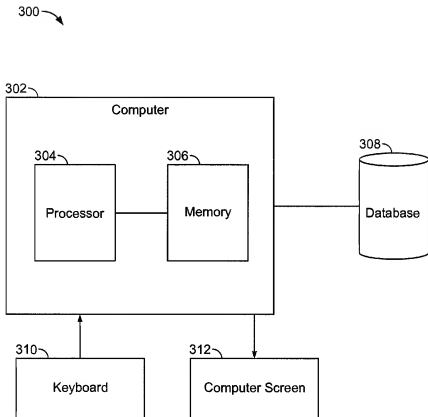 300
302
Computer
304
306
308
Processor
Memory
Database
310
312
Keyboard
Computer Screen